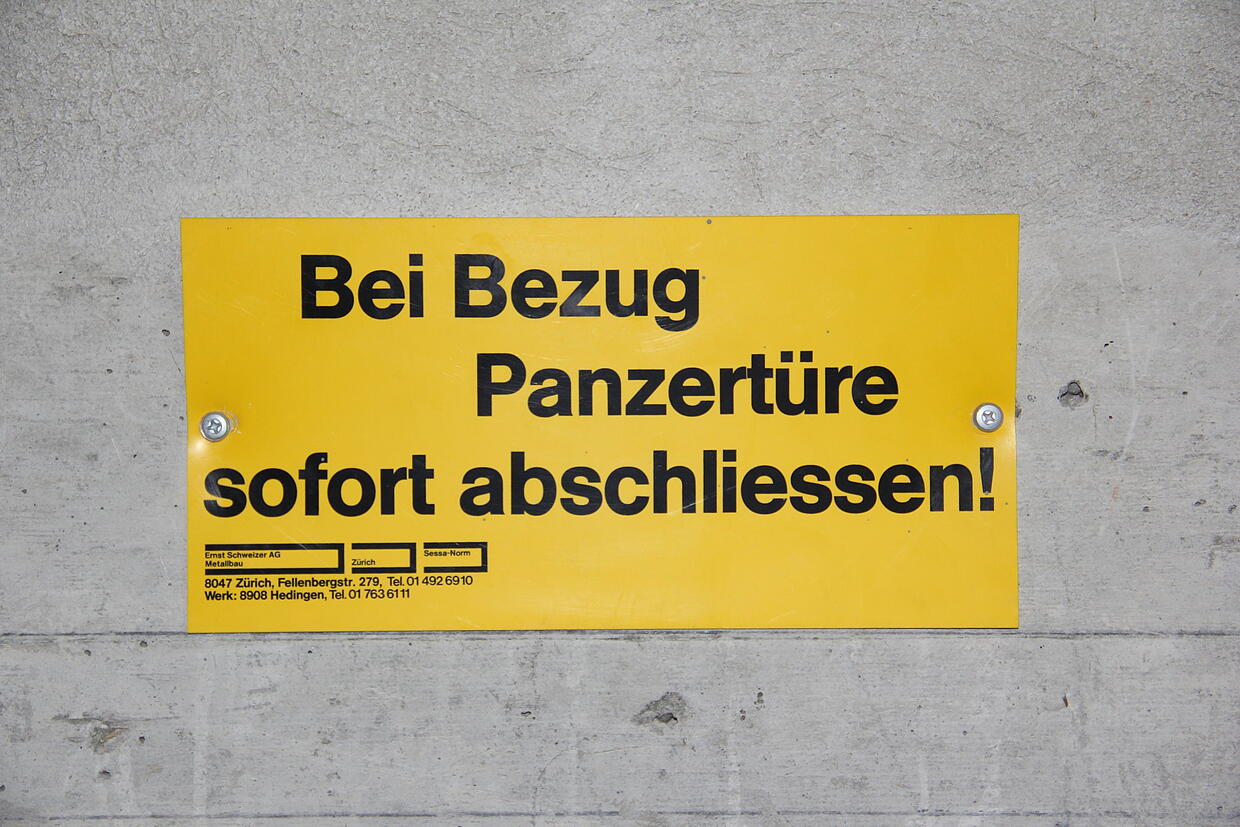 Bei Bezug
Panzertüre
sofort abschliessen!
Ernst Schweizer AG
Metallbau
Zürich
Sessa-Norm
8047 Zürich, Fellenbergstr. 279, Tel. 01 492 69 10
Werk: 8908 Hedingen, Tel. 01 763 61 11